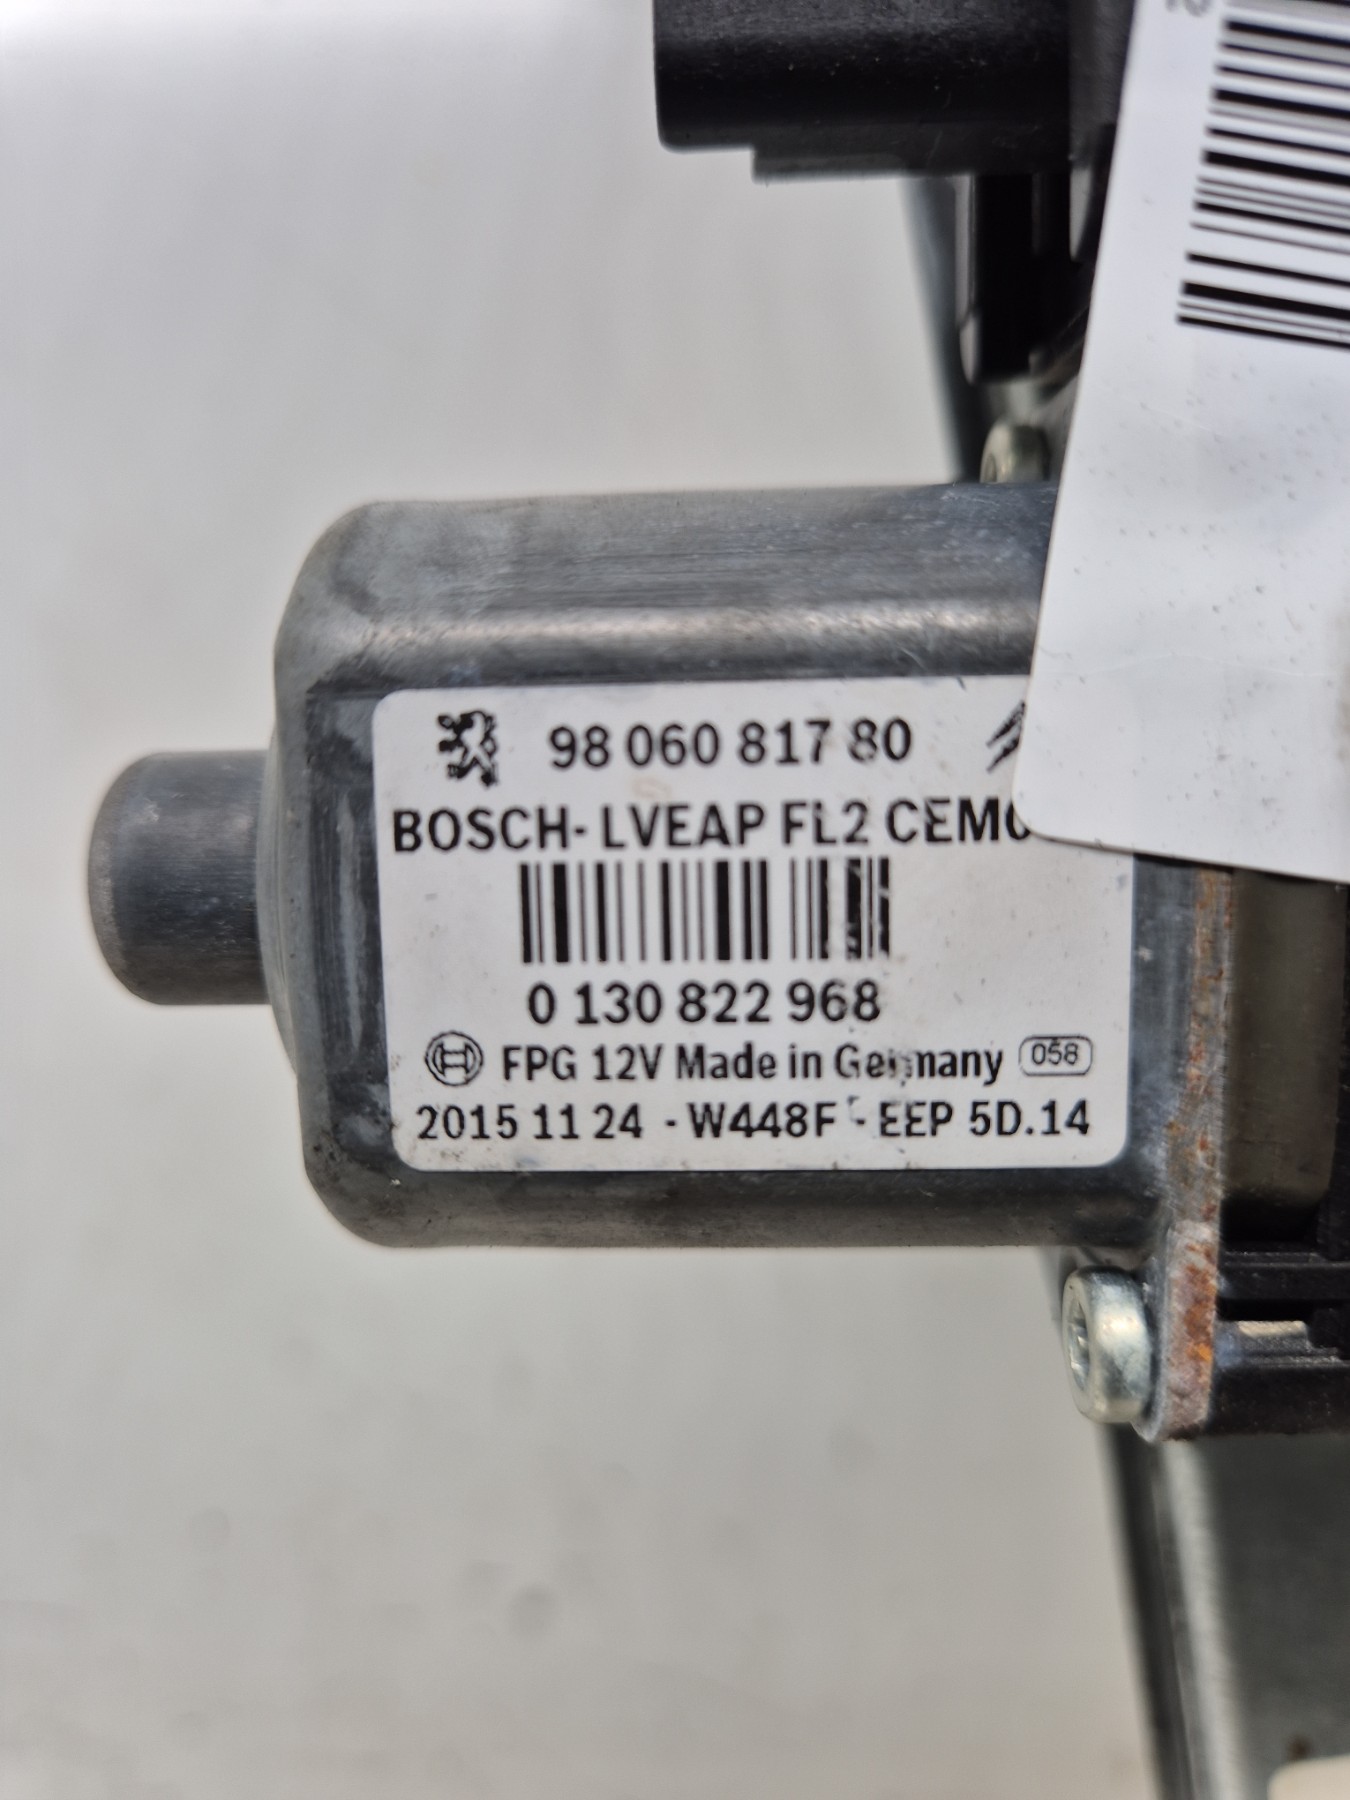 98 060 817 80
BOSCH- LVEAP FL2
0 130 822 968
FPG 12V Made in Germany 058
2015 11 24 - W448F - EEP 5D.14